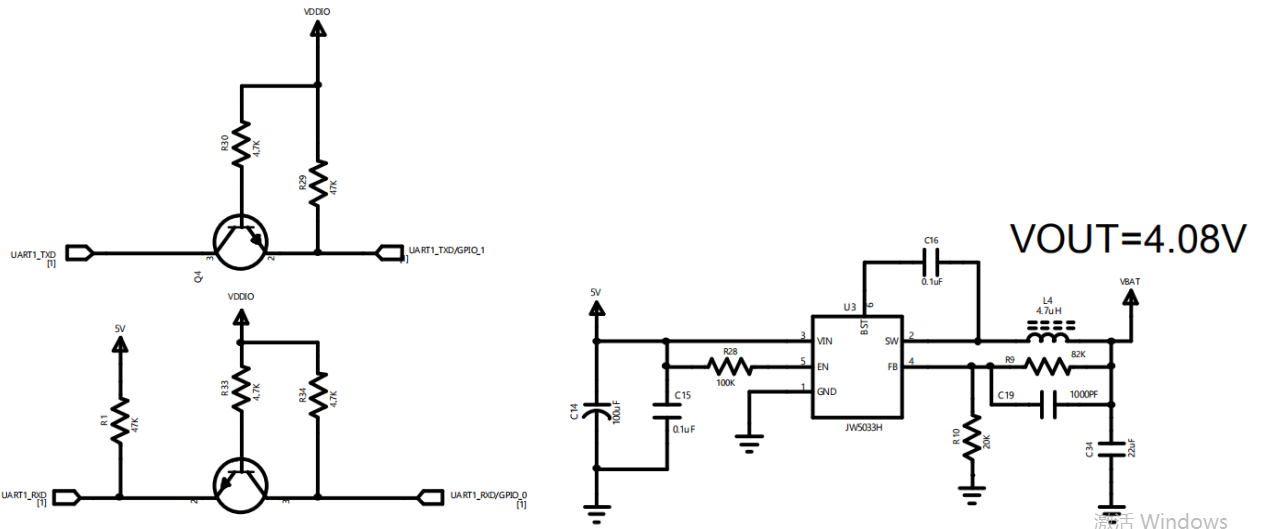 VDDIO
R30
4.7K
R29
47K
UART1_TXD
[1]
3
2
UART1_TXD/GPIO_1
Q4
VDDIO
5V
R33
4.7K
R34
4.7K
R1
47K
UART1_RXD
[1]
2
3
UART1_RXD/GPIO_0
[1]
VOUT=4.08V
C16
0.1uF
5V
U3
6
BST
L4
4.7uH
VBAT
3
VIN
SW
2
R28
100K
5
EN
FB
4
R9
82K
1
GND
C14
100uF
C15
0.1uF
JW5033H
C19
1000PF
R10
20K
C34
22uF
激活 Windows